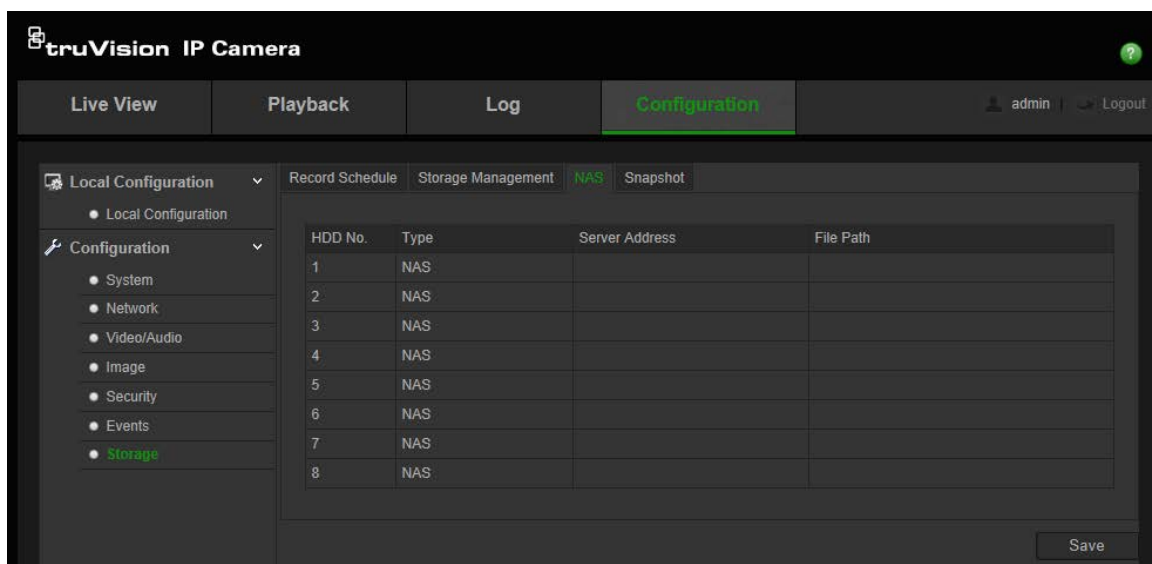 truVision IP Camera
?
Live View Playback Log Configuration admin Logout
Local Configuration
Local Configuration
Configuration
System
Network
Video/Audio
Image
Security
Events
Storage
Record Schedule Storage Management NAS Snapshot
HDD No. Type Server Address File Path
1 NAS
2 NAS
3 NAS
4 NAS
5 NAS
6 NAS
7 NAS
8 NAS
Save